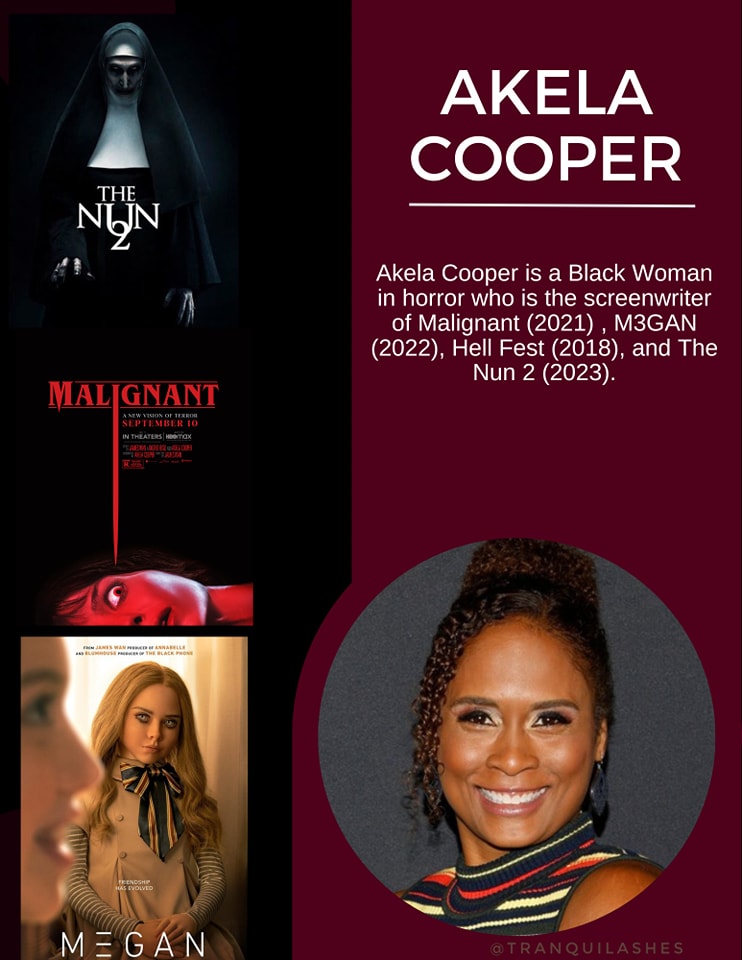 THE
NUN
2
MALIGNANT
A NEW VISION OF TERROR
SEPTEMBER 10
IN THEATERS | HBOmax
FROM JAMES WAN PRODUCER OF ANNABELLE
AND BLUMHOUSE PRODUCER OF THE BLACK PHONE
FRIENDSHIP
HAS EVOLVED
MΞGAN
AKELA
COOPER
Akela Cooper is a Black Woman
in horror who is the screenwriter
of Malignant (2021) , M3GAN
(2022), Hell Fest (2018), and The
Nun 2 (2023).
@TRANQUILASHES